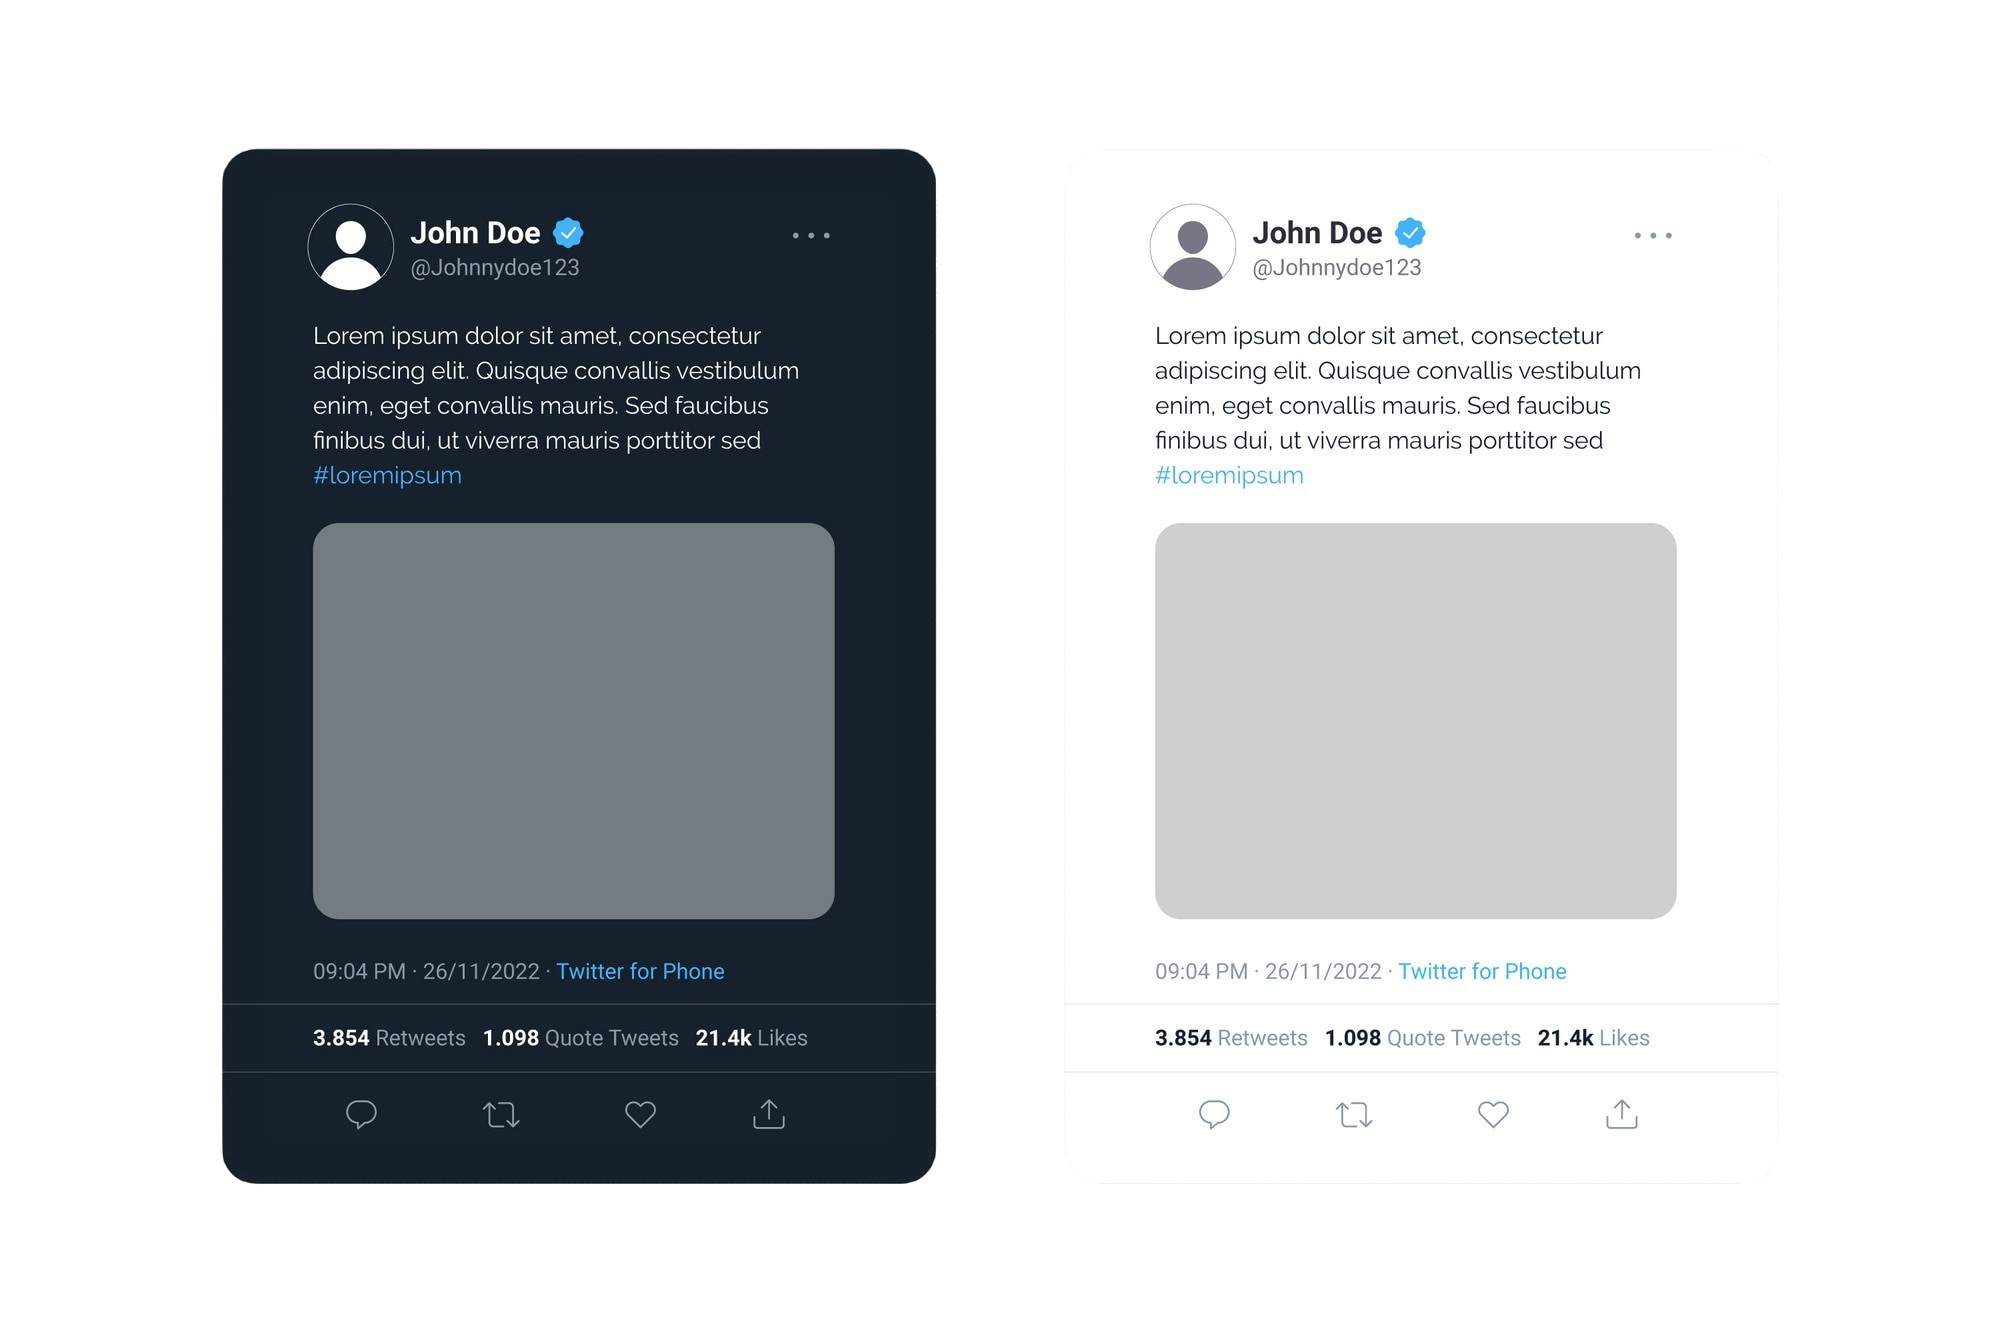 John Doe
@Johnnydoe123
Lorem ipsum dolor sit amet, consectetur
adipiscing elit. Quisque convallis vestibulum
enim, eget convallis mauris. Sed faucibus
finibus dui, ut viverra mauris porttitor sed
#loremipsum
09:04 PM · 26/11/2022 · Twitter for Phone
3.854 Retweets 1.098 Quote Tweets 21.4k Likes
John Doe
@Johnnydoe123
Lorem ipsum dolor sit amet, consectetur
adipiscing elit. Quisque convallis vestibulum
enim, eget convallis mauris. Sed faucibus
finibus dui, ut viverra mauris porttitor sed
#loremipsum
09:04 PM · 26/11/2022 · Twitter for Phone
3.854 Retweets 1.098 Quote Tweets 21.4k Likes